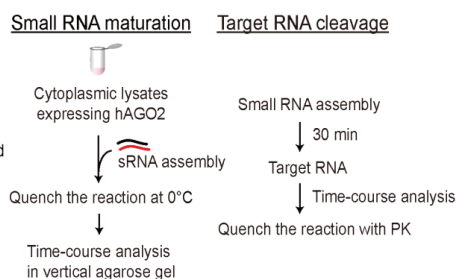 Small RNA maturation
Cytoplasmic lysates
expressing hAGO2
sRNA assembly
Quench the reaction at 0°C
Time-course analysis
in vertical agarose gel
Target RNA cleavage
Small RNA assembly
30 min
Target RNA
Time-course analysis
Quench the reaction with PK